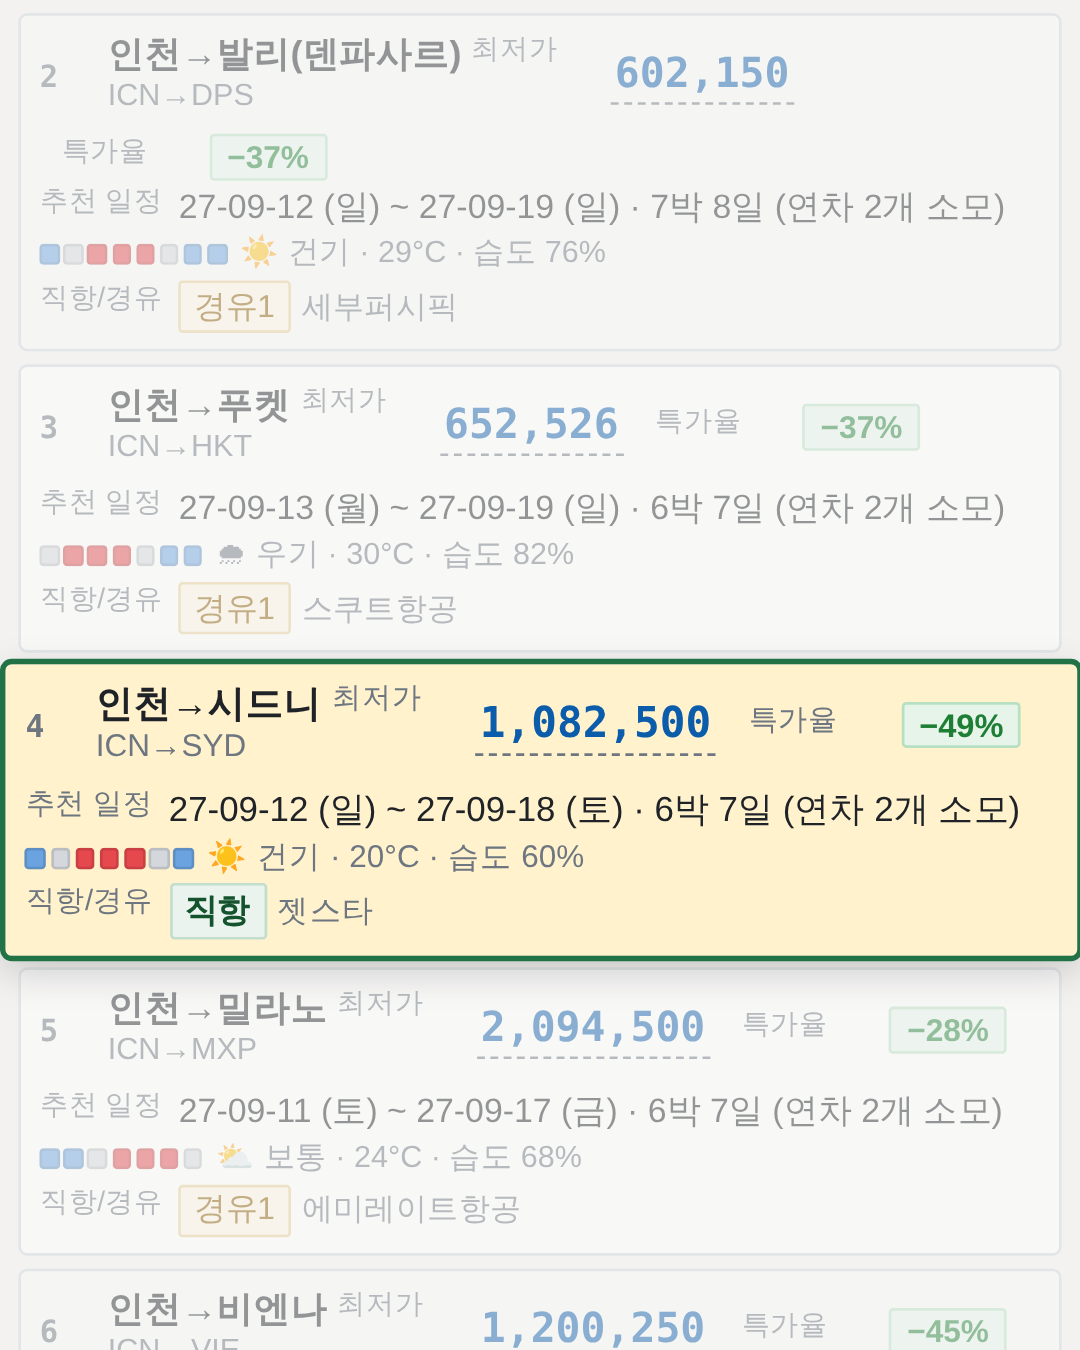 2 인천→발리(덴파사르) 최저가 602,150
ICN→DPS
특가율 −37%
추천 일정 27-09-12 (일) ~ 27-09-19 (일) · 7박 8일 (연차 2개 소모)
건기 · 29°C · 습도 76%
직항/경유 경유1 세부퍼시픽
3 인천→푸켓 최저가 652,526 특가율 −37%
ICN→HKT
추천 일정 27-09-13 (월) ~ 27-09-19 (일) · 6박 7일 (연차 2개 소모)
우기 · 30°C · 습도 82%
직항/경유 경유1 스쿠트항공
4 인천→시드니 최저가 1,082,500 특가율 −49%
ICN→SYD
추천 일정 27-09-12 (일) ~ 27-09-18 (토) · 6박 7일 (연차 2개 소모)
건기 · 20°C · 습도 60%
직항/경유 직항 젯스타
5 인천→밀라노 최저가 2,094,500 특가율 −28%
ICN→MXP
추천 일정 27-09-11 (토) ~ 27-09-17 (금) · 6박 7일 (연차 2개 소모)
보통 · 24°C · 습도 68%
직항/경유 경유1 에미레이트항공
6 인천→비엔나 최저가 1,200,250 특가율 −45%
ICN→VIE